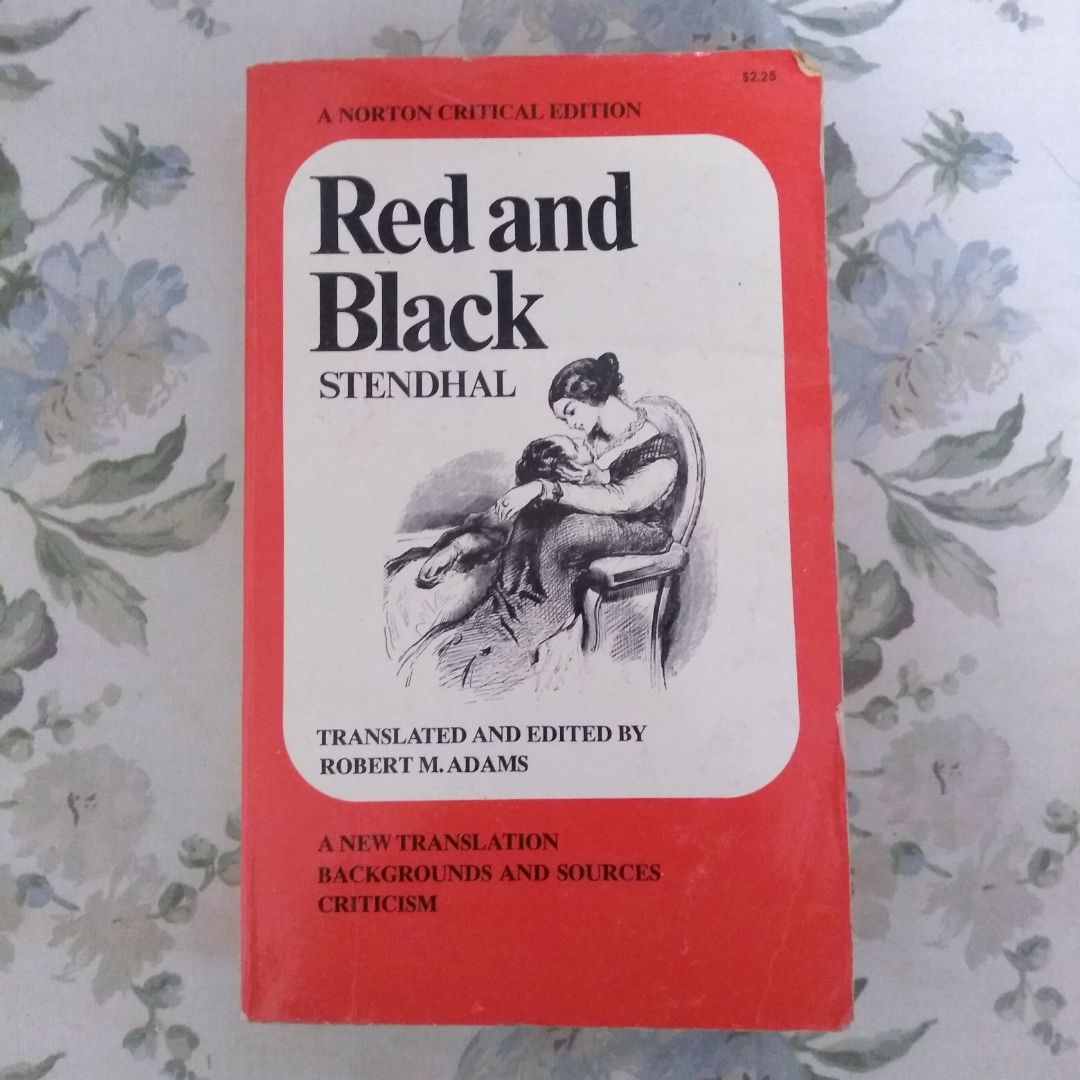 $2.25
A NORTON CRITICAL EDITION
Red and
Black
STENDHAL
TRANSLATED AND EDITED BY
ROBERT M. ADAMS
A NEW TRANSLATION
BACKGROUNDS AND SOURCES
CRITICISM